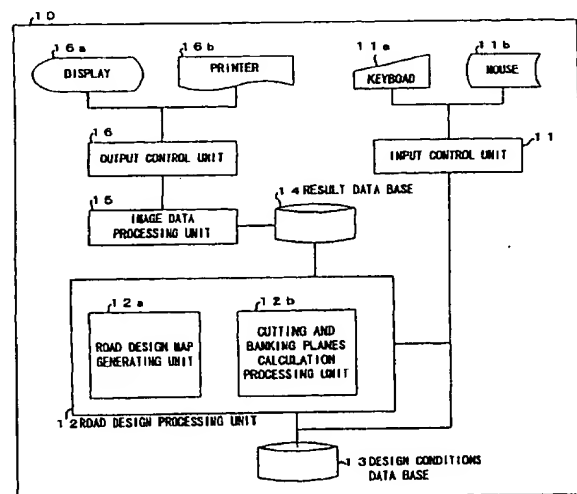 10
16a
DISPLAY
16b
PRINTER
11a
KEYBOAD
11b
MOUSE
16
OUTPUT CONTROL UNIT
11
INPUT CONTROL UNIT
15
IMAGE DATA
PROCESSING UNIT
14 RESULT DATA BASE
12a
ROAD DESIGN MAP
GENERATING UNIT
12b
CUTTING AND
BANKING PLANES
CALCULATION
PROCESSING UNIT
12 ROAD DESIGN PROCESSING UNIT
13 DESIGN CONDITIONS
DATA BASE